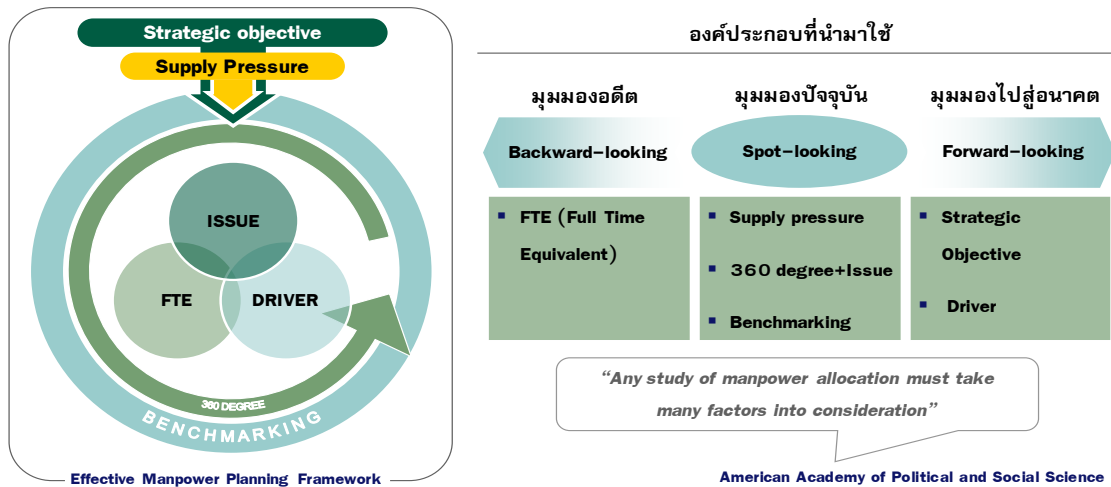 Strategic objective
Supply Pressure
ISSUE
FTE
DRIVER
360 DEGREE
BENCHMARKING
Effective Manpower Planning Framework
องค์ประกอบที่นำมาใช้
มุมมองอดีต
มุมมองปัจจุบัน
มุมมองไปสู่อนาคต
Backward-looking
Spot-looking
Forward-looking
▪ FTE (Full Time
Equivalent)
▪ Supply pressure
▪ 360 degree+Issue
▪ Benchmarking
▪ Strategic
Objective
▪ Driver
“Any study of manpower allocation must take
many factors into consideration”
American Academy of Political and Social Science